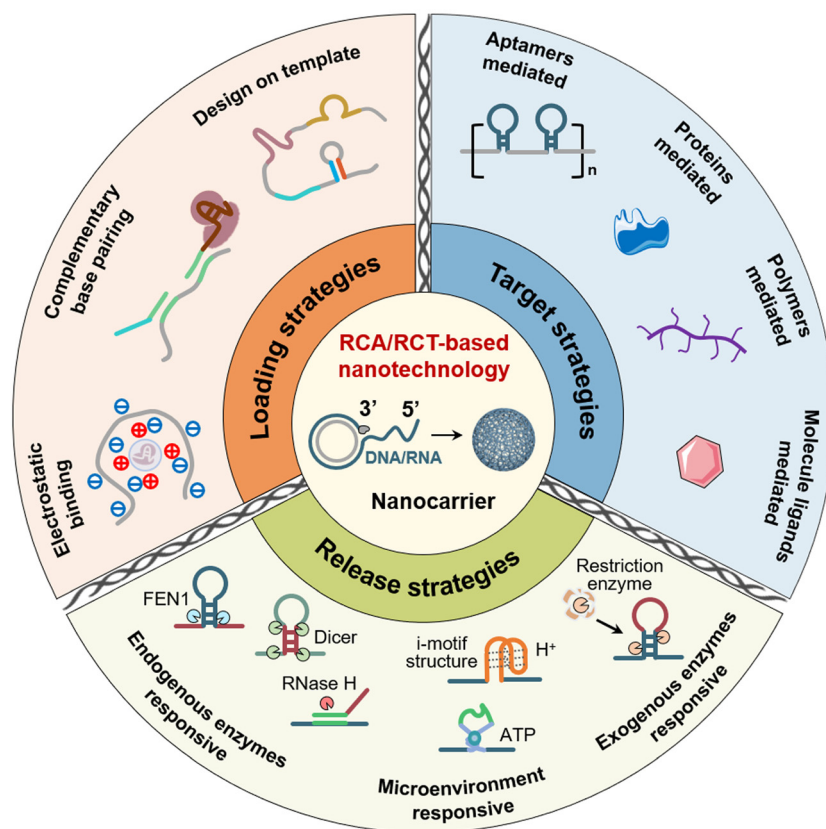 RCA/RCT-based
nanotechnology
3’ 5’
DNA/RNA
Nanocarrier
Loading strategies
Design on template
Complementary
base pairing
Electrostatic
binding
Target strategies
Aptamers
mediated
n
Proteins
mediated
Polymers
mediated
Molecule ligands
mediated
Release strategies
FEN1
Dicer
RNase H
Endogenous enzymes
responsive
i-motif
structure
H⁺
ATP
Microenvironment
responsive
Restriction
enzyme
Exogenous enzymes
responsive